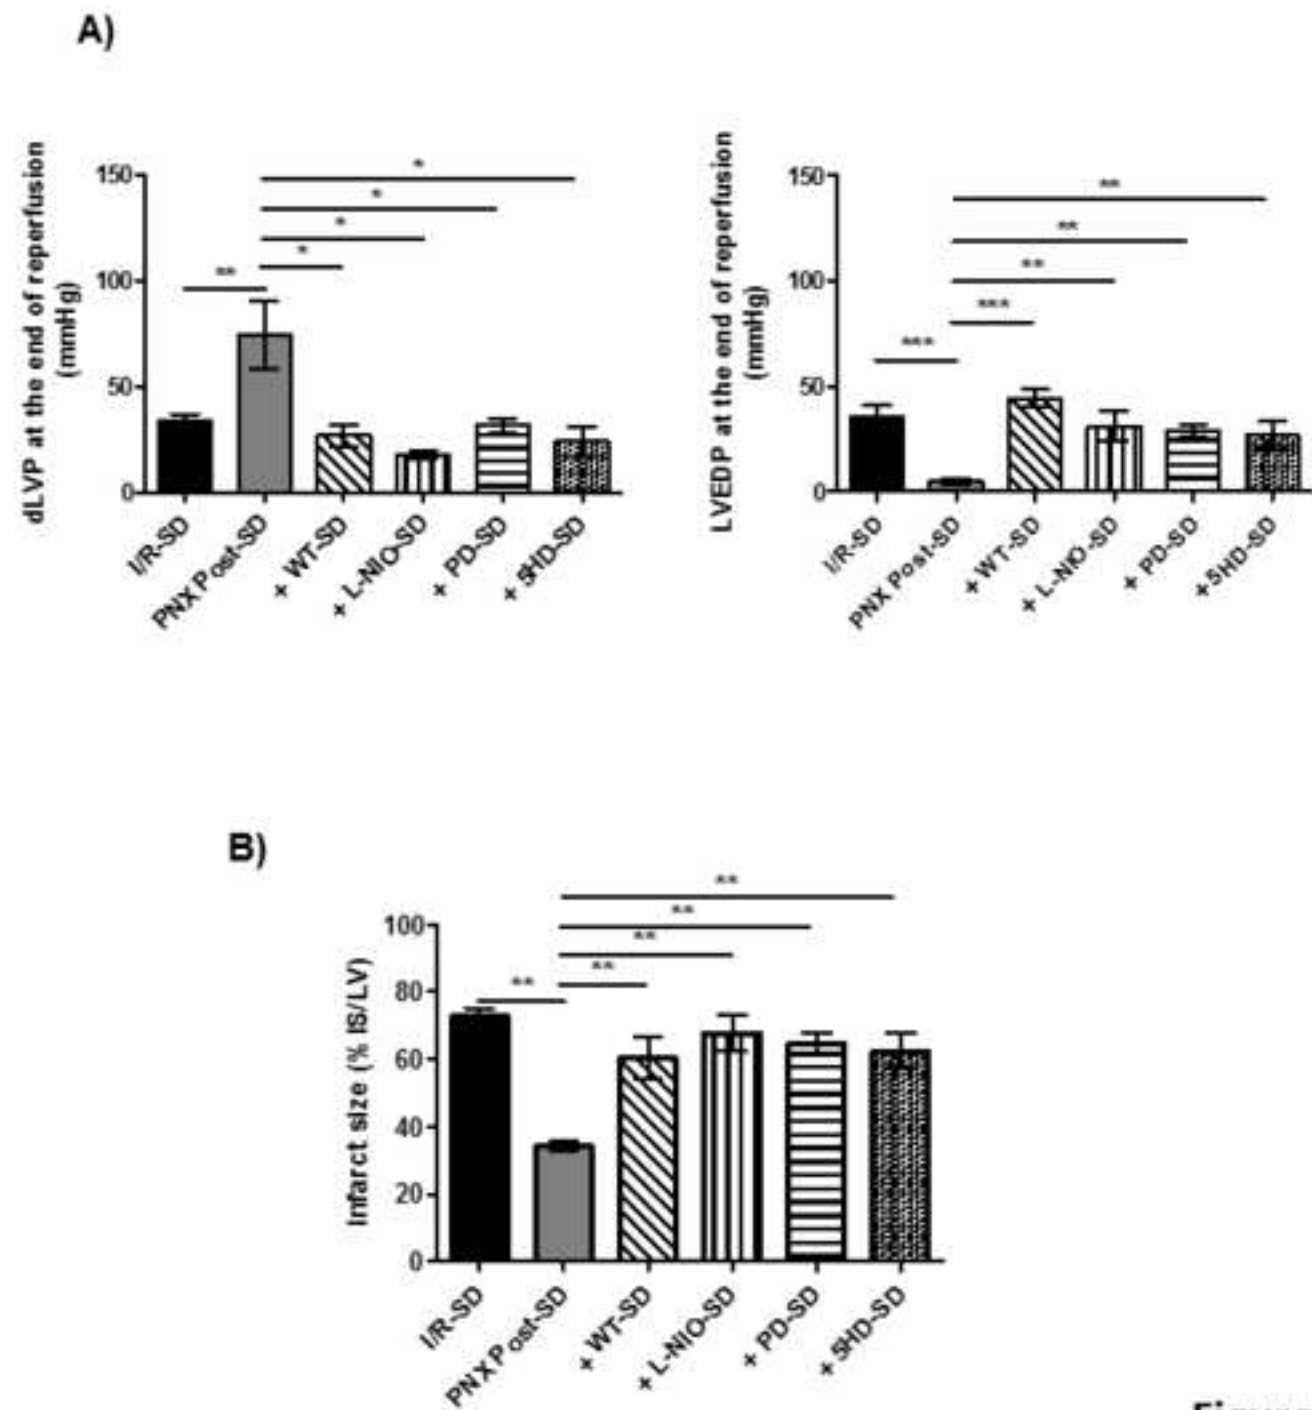 A)
dLVP at the end of reperfusion
(mmHg)
150
100
50
0
**
*
*
*
*
I/R-SD
PNX Post-SD
+ WT-SD
+ L-NIO-SD
+ PD-SD
+ 5HD-SD
LVEDP at the end of reperfusion
(mmHg)
150
100
50
0
***
***
**
**
**
I/R-SD
PNX Post-SD
+ WT-SD
+ L-NIO-SD
+ PD-SD
+ 5HD-SD
B)
Infarct size (% IS/LV)
100
80
60
40
20
0
**
**
**
**
**
I/R-SD
PNX Post-SD
+ WT-SD
+ L-NIO-SD
+ PD-SD
+ 5HD-SD